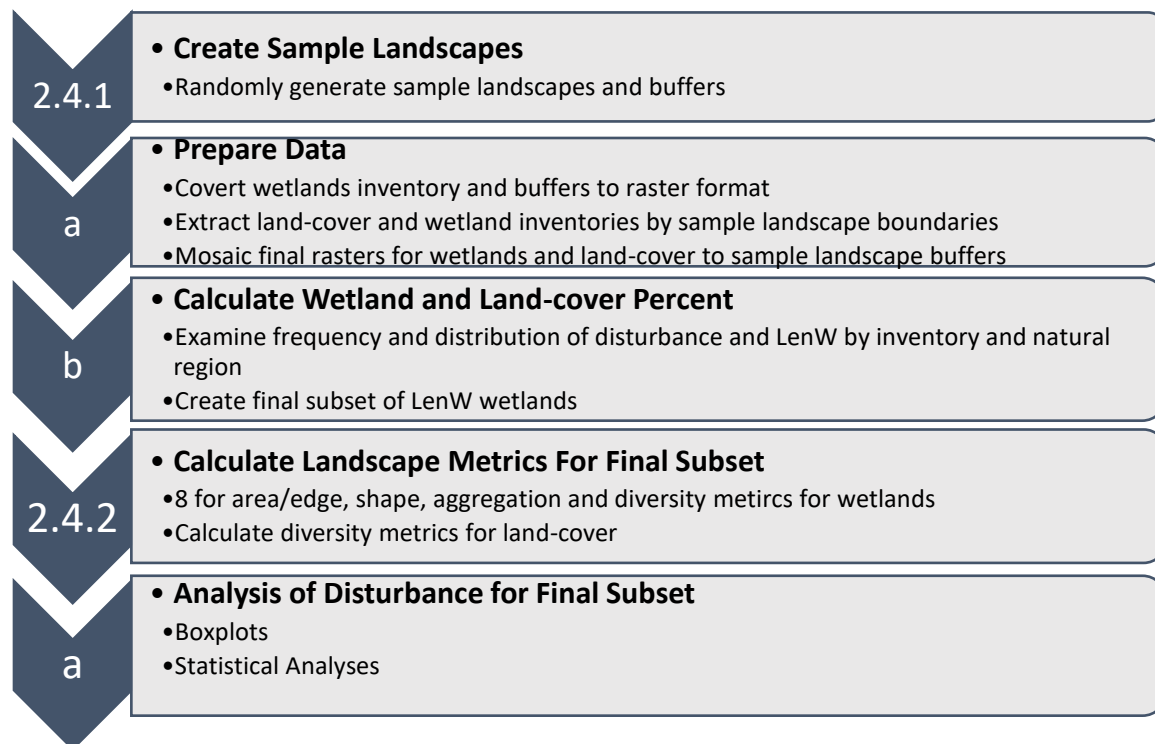 2.4.1
• Create Sample Landscapes
•Randomly generate sample landscapes and buffers
a
• Prepare Data
•Covert wetlands inventory and buffers to raster format
•Extract land-cover and wetland inventories by sample landscape boundaries
•Mosaic final rasters for wetlands and land-cover to sample landscape buffers
b
• Calculate Wetland and Land-cover Percent
•Examine frequency and distribution of disturbance and LenW by inventory and natural
region
•Create final subset of LenW wetlands
2.4.2
• Calculate Landscape Metrics For Final Subset
•8 for area/edge, shape, aggregation and diversity metircs for wetlands
•Calculate diversity metrics for land-cover
a
• Analysis of Disturbance for Final Subset
•Boxplots
•Statistical Analyses